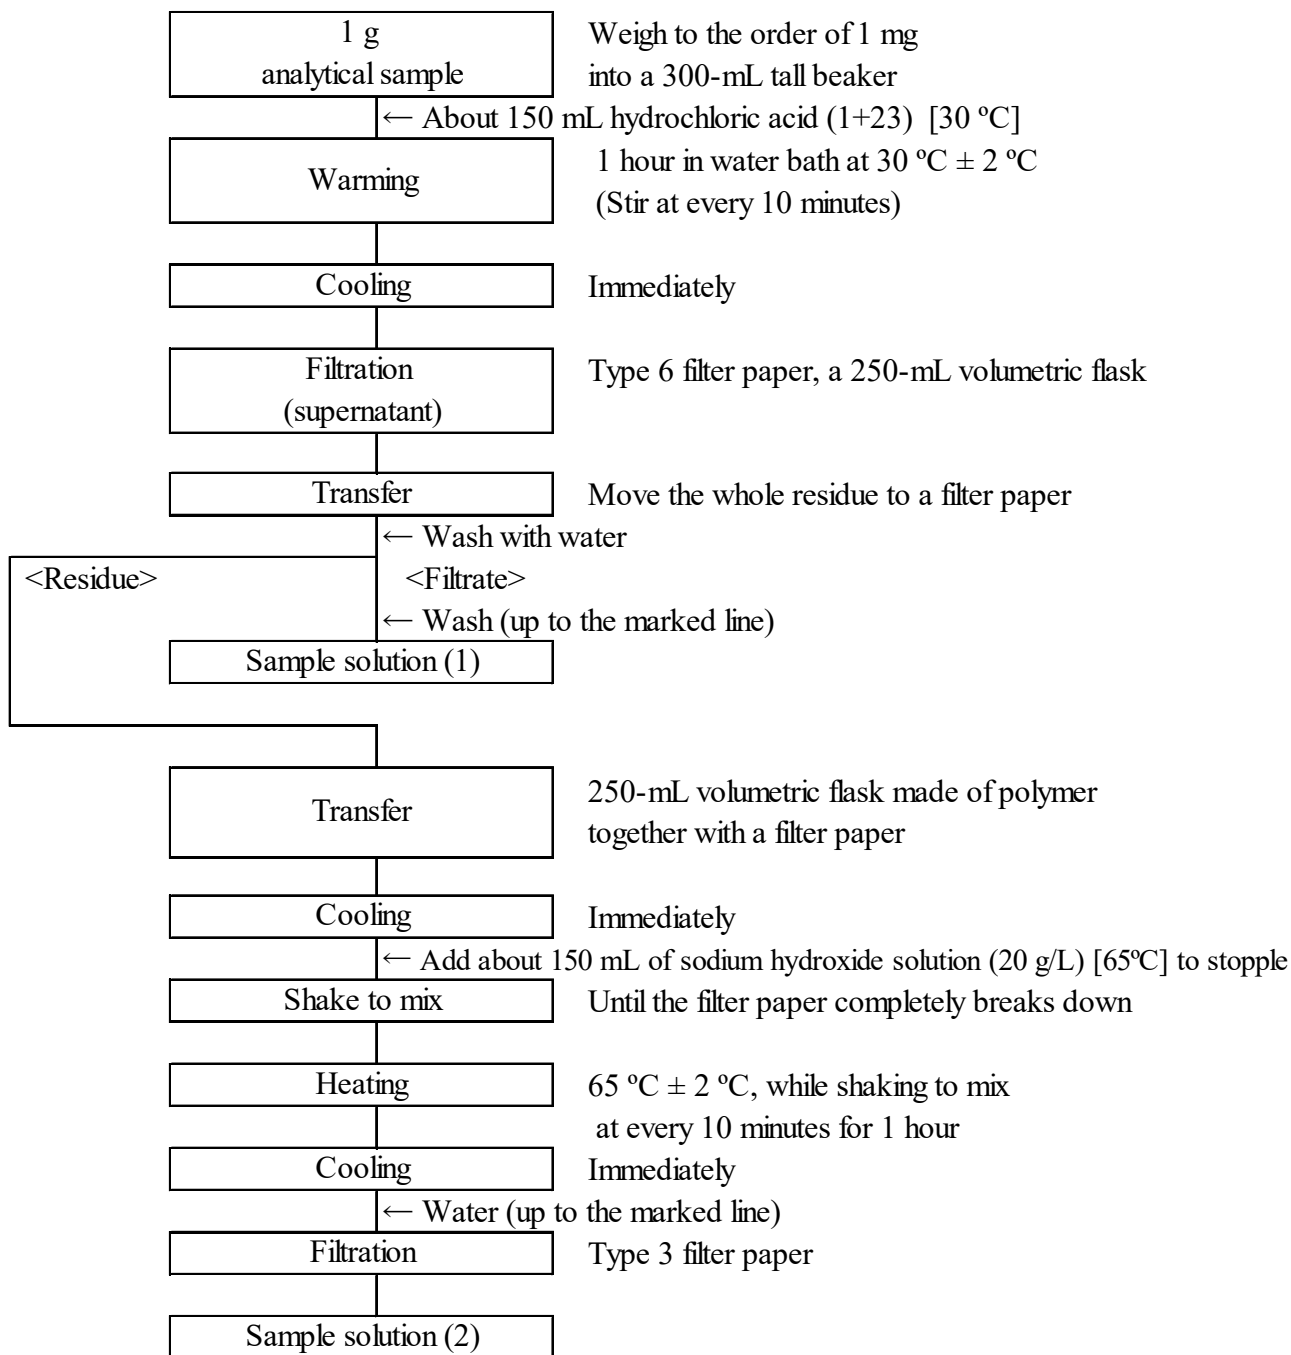 1 g
analytical sample
Weigh to the order of 1 mg
into a 300-mL tall beaker
← About 150 mL hydrochloric acid (1+23)  [30 ºC]
Warming
1 hour in water bath at 30 ºC ± 2 ºC
(Stir at every 10 minutes)
Cooling
Immediately
Filtration
(supernatant)
Type 6 filter paper, a 250-mL volumetric flask
Transfer
Move the whole residue to a filter paper
← Wash with water
<Residue>
<Filtrate>
← Wash (up to the marked line)
Sample solution (1)
Transfer
250-mL volumetric flask made of polymer
together with a filter paper
Cooling
Immediately
← Add about 150 mL of sodium hydroxide solution (20 g/L) [65ºC] to stopple
Shake to mix
Until the filter paper completely breaks down
Heating
65 ºC ± 2 ºC, while shaking to mix
at every 10 minutes for 1 hour
Cooling
Immediately
← Water (up to the marked line)
Filtration
Type 3 filter paper
Sample solution (2)